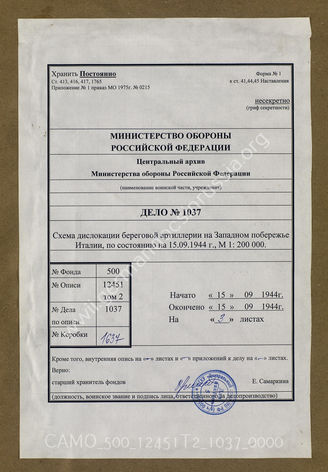 Хранить Постоянно
Ст. 413, 416, 417, 1765
Приложение № 1 приказ МО 1975г. № 0215
Форма № 1
к ст. 41,44,45 Наставления
несекретно
(гриф секретности)
МИНИСТЕРСТВО ОБОРОНЫ
РОССИЙСКОЙ ФЕДЕРАЦИИ
Центральный архив
Министерства обороны Российской Федерации
(наименование воинской части, учреждения)
ДЕЛО № 1037
Схема дислокации береговой артиллерии на Западном побережье
Италии, по состоянию на 15.09.1944 г., М 1: 200 000.
№ Фонда 500
№ Описи 12451
том 2
№ Дела 1037
по описи
№ Коробки 1637
Начато « 15 » 09 1944г.
Окончено « 15 » 09 1944г.
На « 3 » листах
Кроме того, внутренняя опись на «-» листах и «-» приложений к делу на «-» листах.
Верно:
старший хранитель фондов Е. Самаркина
(должность, воинское звание и подпись лица, ответственного за делопроизводство)
CAMO_500_12451T2_1037_0000